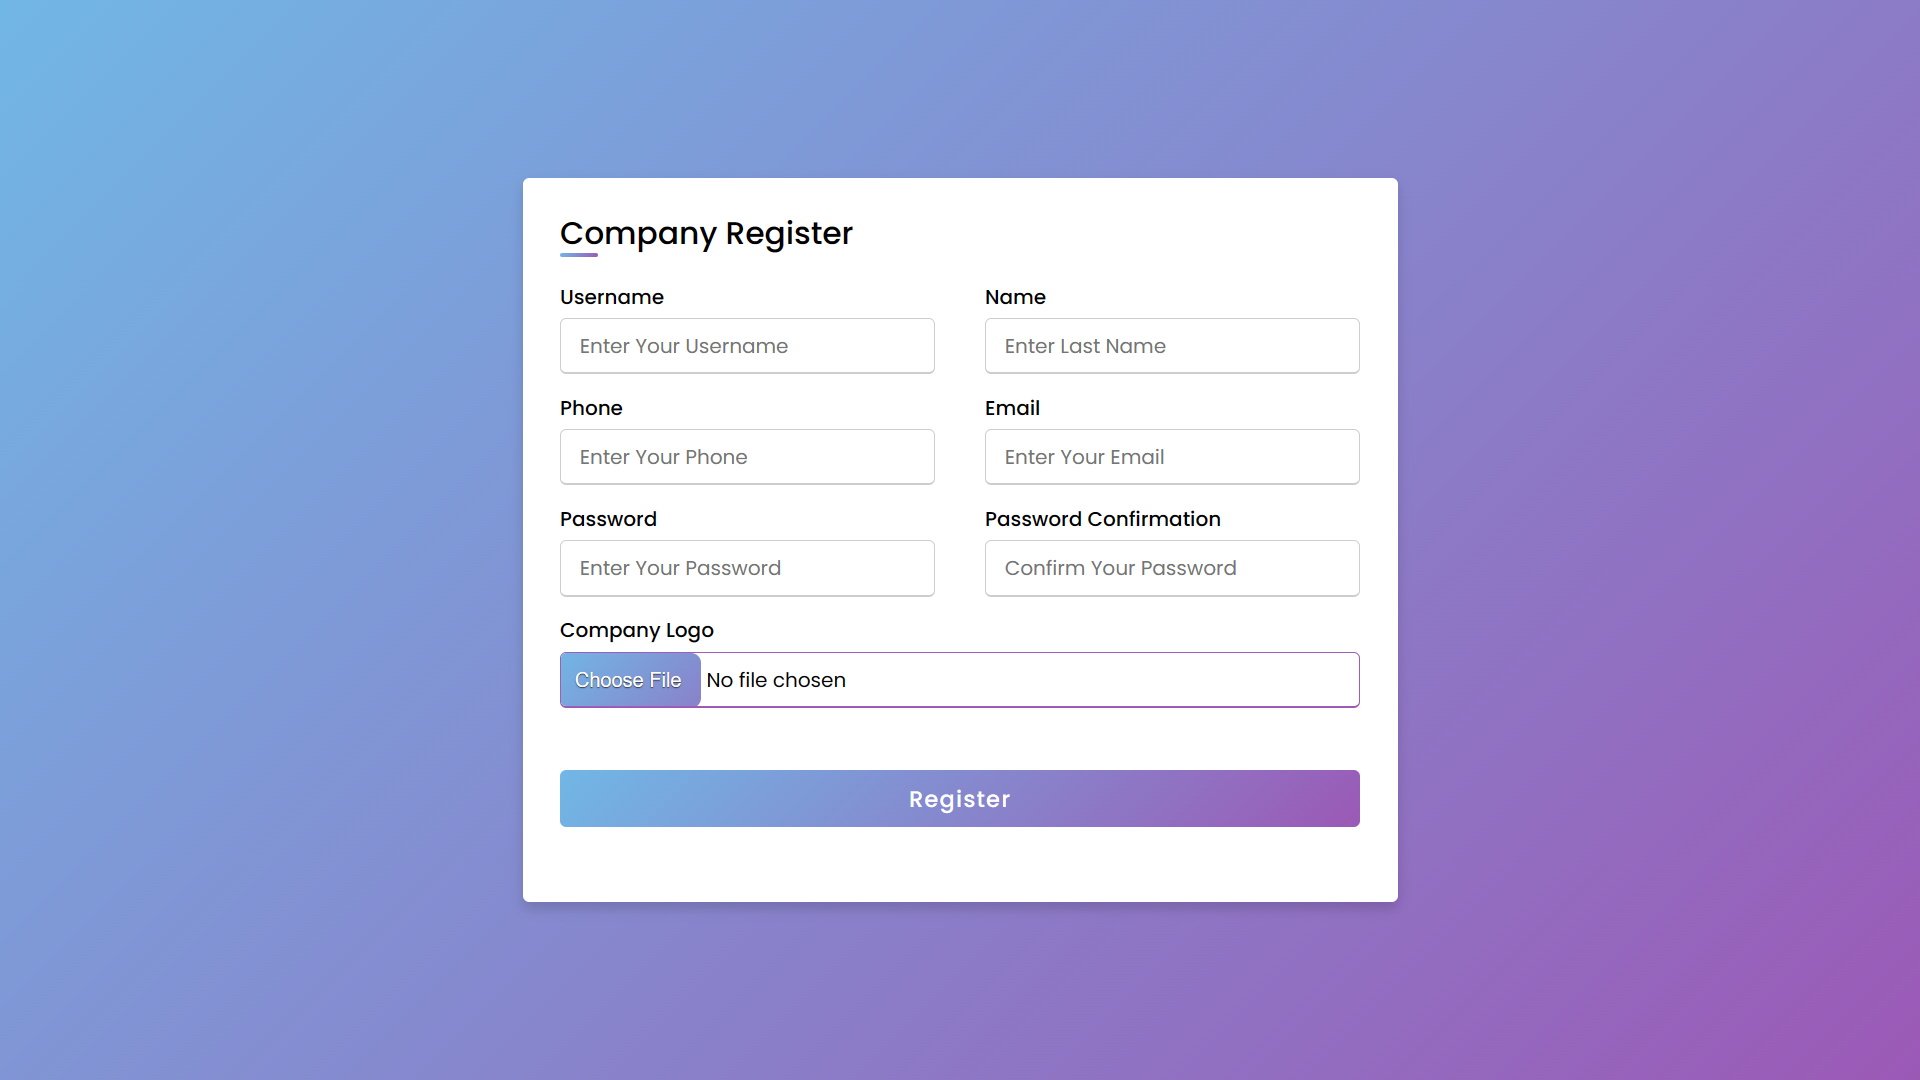 Company Register
Username
Name
Enter Your Username
Enter Last Name
Phone
Email
Enter Your Phone
Enter Your Email
Password
Password Confirmation
Enter Your Password
Confirm Your Password
Company Logo
Choose File No file chosen
Register